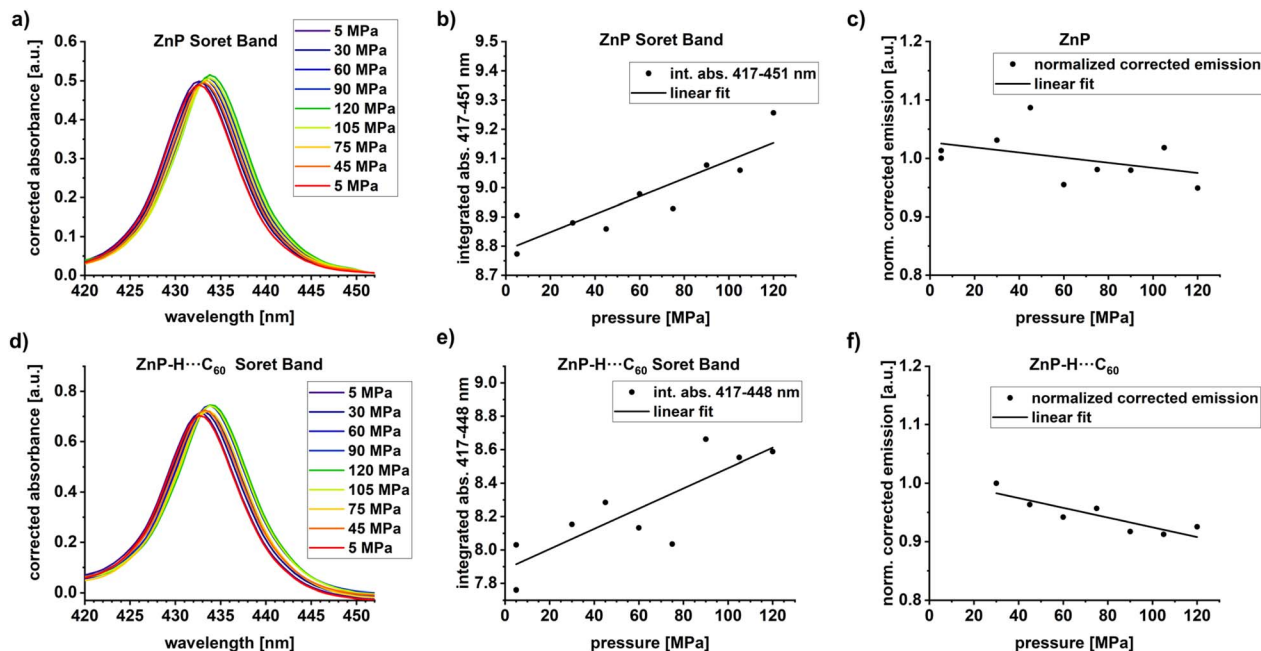 a)
ZnP Soret Band
corrected absorbance [a.u.]
0.6
0.5
0.4
0.3
0.2
0.1
0.0
420 425 430 435 440 445 450
wavelength [nm]
5 MPa
30 MPa
60 MPa
90 MPa
120 MPa
105 MPa
75 MPa
45 MPa
5 MPa
b)
ZnP Soret Band
integrated abs. 417-451 nm
9.5
9.4
9.3
9.2
9.1
9.0
8.9
8.8
8.7
0 20 40 60 80 100 120
pressure [MPa]
int. abs. 417-451 nm
linear fit
c)
ZnP
norm. corrected emission [a.u.]
1.2
1.1
1.0
0.9
0.8
0 20 40 60 80 100 120
pressure [MPa]
normalized corrected emission
linear fit
d)
ZnP-H···C60 Soret Band
corrected absorbance [a.u.]
0.8
0.6
0.4
0.2
0.0
420 425 430 435 440 445 450
wavelength [nm]
5 MPa
30 MPa
60 MPa
90 MPa
120 MPa
105 MPa
75 MPa
45 MPa
5 MPa
e)
ZnP-H···C60 Soret Band
integrated abs. 417-448 nm
9.0
8.8
8.6
8.4
8.2
8.0
7.8
0 20 40 60 80 100 120
pressure [MPa]
int. abs. 417-448 nm
linear fit
f)
ZnP-H···C60
norm. corrected emission [a.u.]
1.2
1.1
1.0
0.9
0.8
0 20 40 60 80 100 120
pressure [MPa]
normalized corrected emission
linear fit